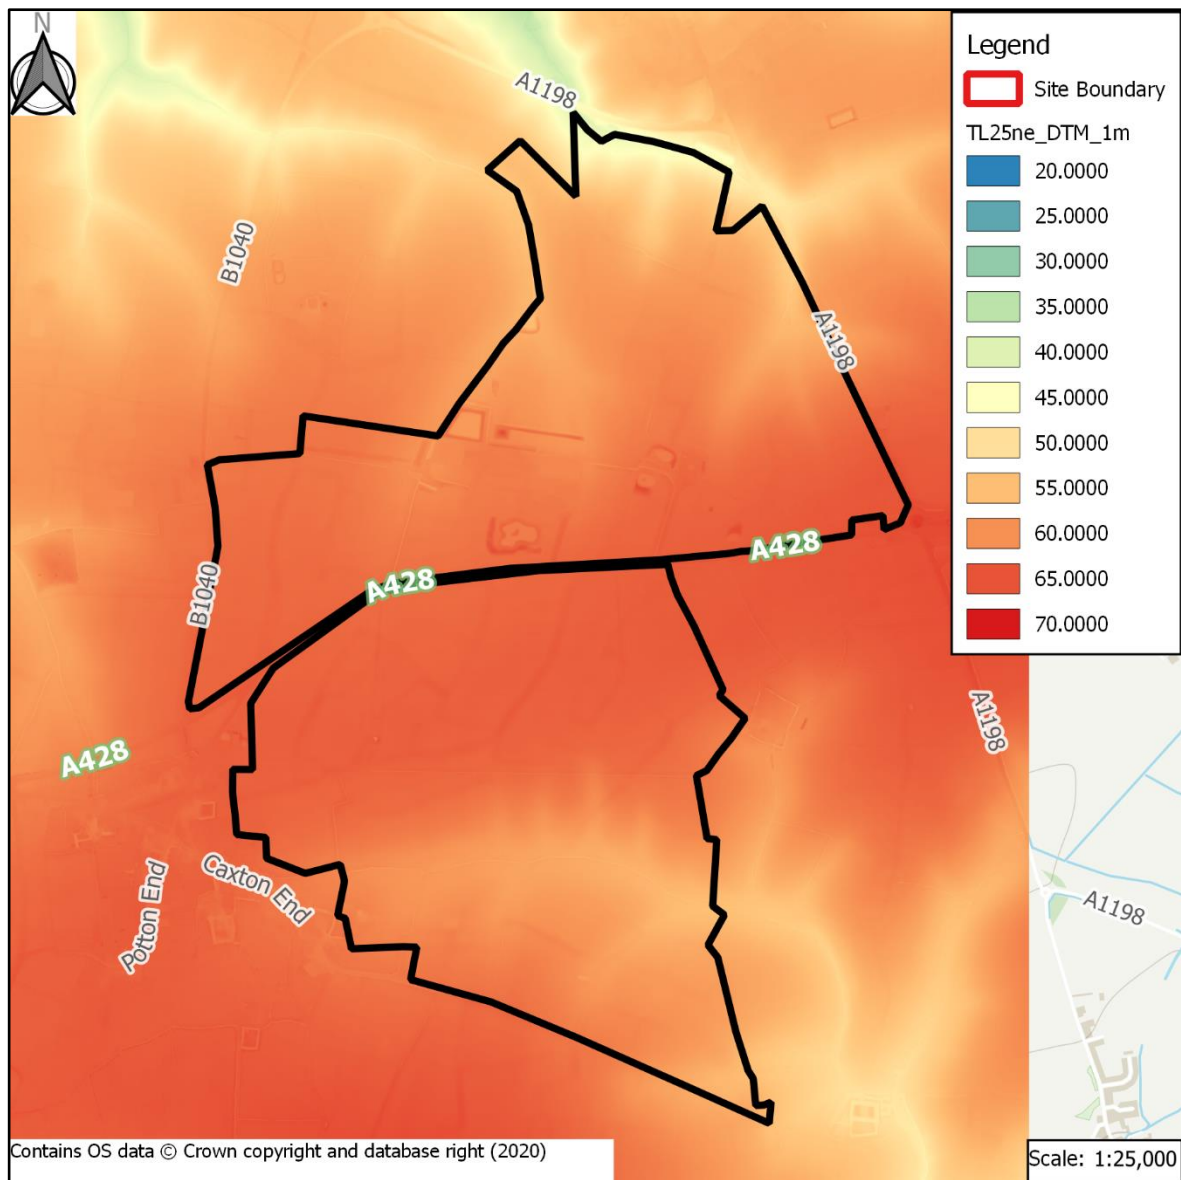 N
A1198
Legend
Site Boundary
TL25ne_DTM_1m
20.0000
25.0000
30.0000
35.0000
40.0000
45.0000
50.0000
55.0000
60.0000
65.0000
70.0000
B1040
A1198
A428
A428
B1040
A1198
A428
Potton End
Caxton End
A1198
Contains OS data © Crown copyright and database right (2020)
Scale: 1:25,000